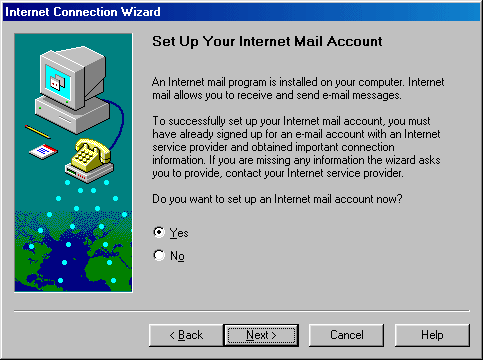 Internet Connection Wizard
Set Up Your Internet Mail Account
An Internet mail program is installed on your computer. Internet
mail allows you to receive and send e-mail messages.
To successfully set up your Internet mail account, you must
have already signed up for an e-mail account with an Internet
service provider and obtained important connection
information. If you are missing any information the wizard asks
you to provide, contact your Internet service provider.
Do you want to set up an Internet mail account now?
Yes
No
< Back
Next >
Cancel
Help